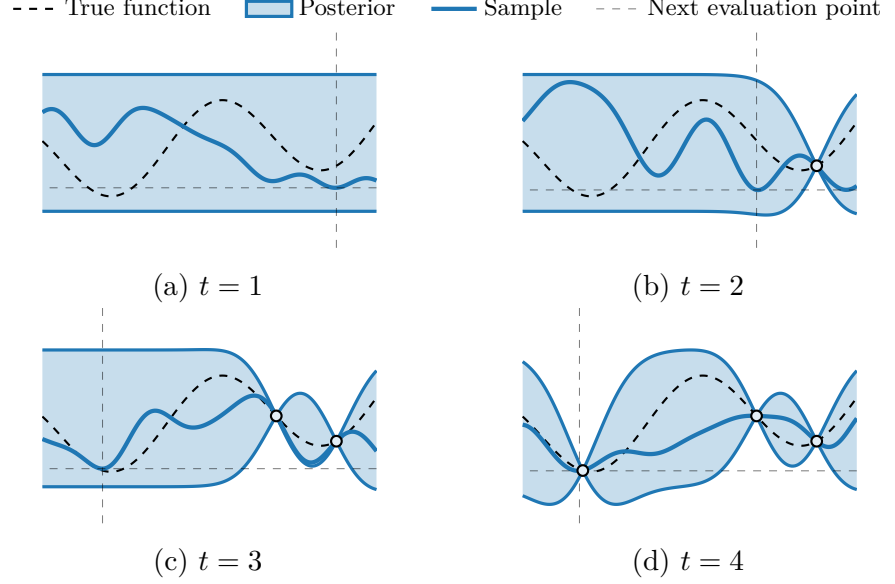 True function Posterior Sample Next evaluation point
(a) t = 1
(b) t = 2
(c) t = 3
(d) t = 4